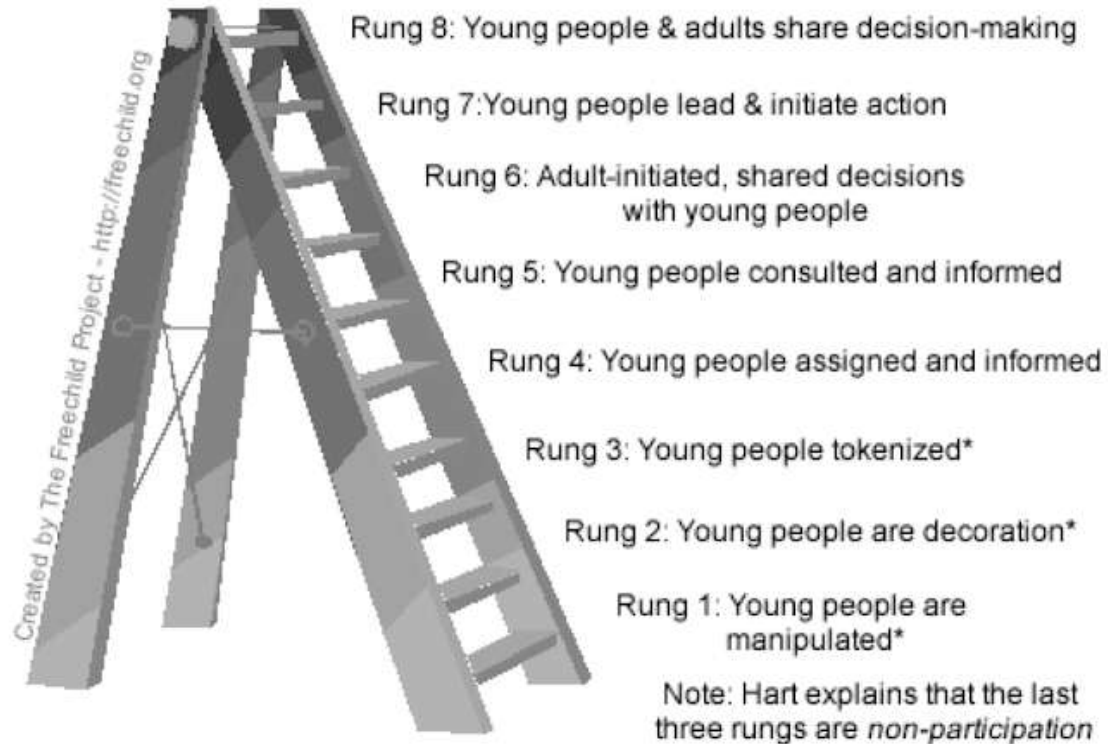 Rung 8: Young people & adults share decision-making
Rung 7:Young people lead & initiate action
Rung 6: Adult-initiated, shared decisions
with young people
Rung 5: Young people consulted and informed
Rung 4: Young people assigned and informed
Rung 3: Young people tokenized*
Rung 2: Young people are decoration*
Rung 1: Young people are
manipulated*
Note: Hart explains that the last
three rungs are non-participation
Created by The Freechild Project - http://freechild.org